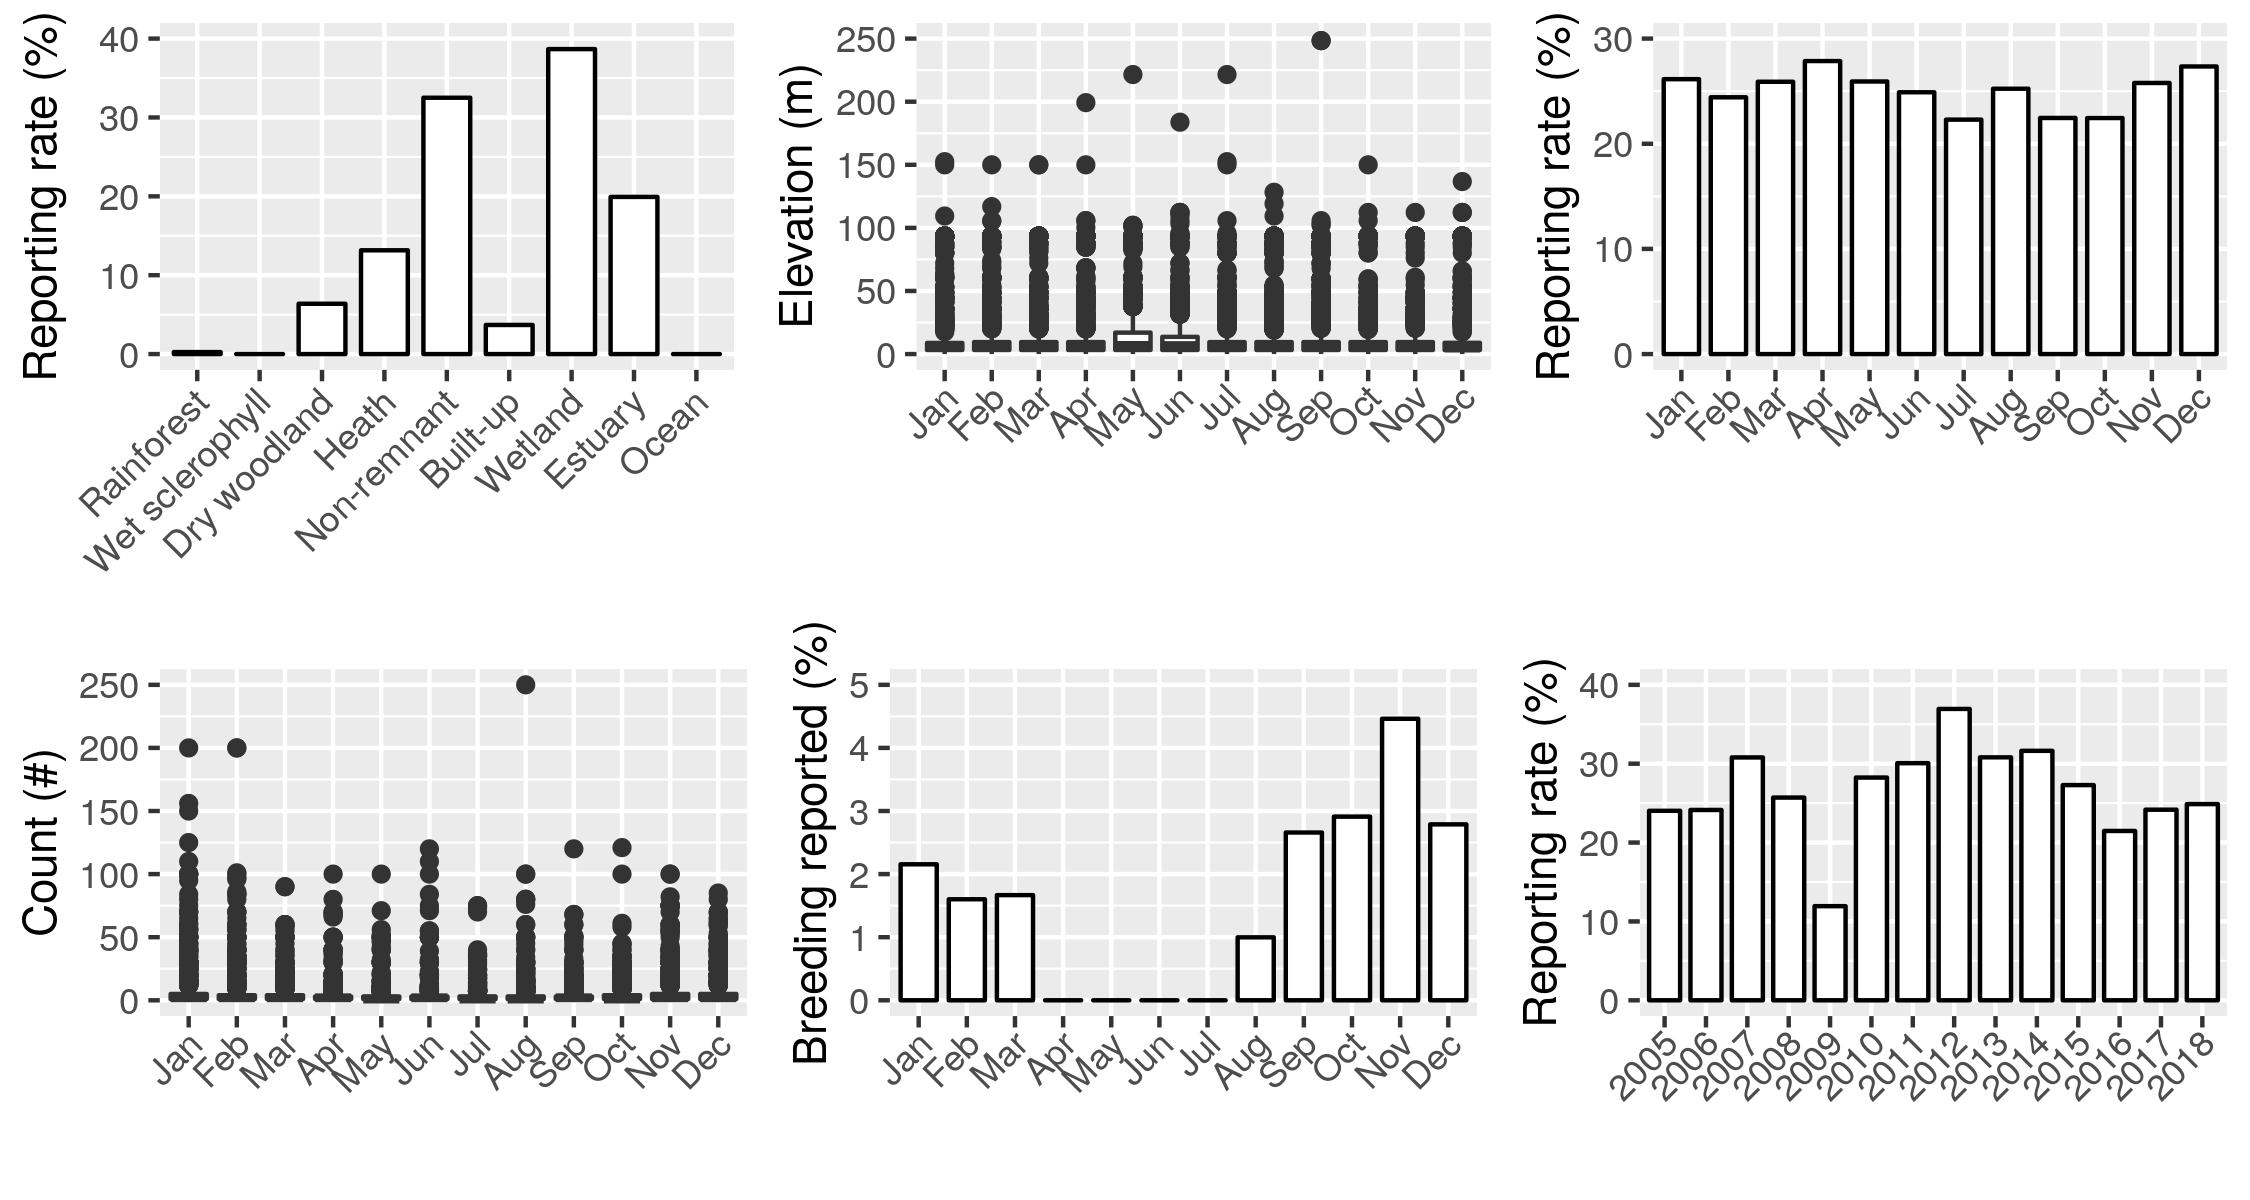 Reporting rate (%)
40
30
20
10
0
Rainforest
Wet sclerophyll
Dry woodland
Heath
Non-remnant
Built-up
Wetland
Estuary
Ocean
Elevation (m)
250
200
150
100
50
0
Jan
Feb
Mar
Apr
May
Jun
Jul
Aug
Sep
Oct
Nov
Dec
Reporting rate (%)
30
20
10
0
Jan
Feb
Mar
Apr
May
Jun
Jul
Aug
Sep
Oct
Nov
Dec
Count (#)
250
200
150
100
50
0
Jan
Feb
Mar
Apr
May
Jun
Jul
Aug
Sep
Oct
Nov
Dec
Breeding reported (%)
5
4
3
2
1
0
Jan
Feb
Mar
Apr
May
Jun
Jul
Aug
Sep
Oct
Nov
Dec
Reporting rate (%)
40
30
20
10
0
2005
2006
2007
2008
2009
2010
2011
2012
2013
2014
2015
2016
2017
2018